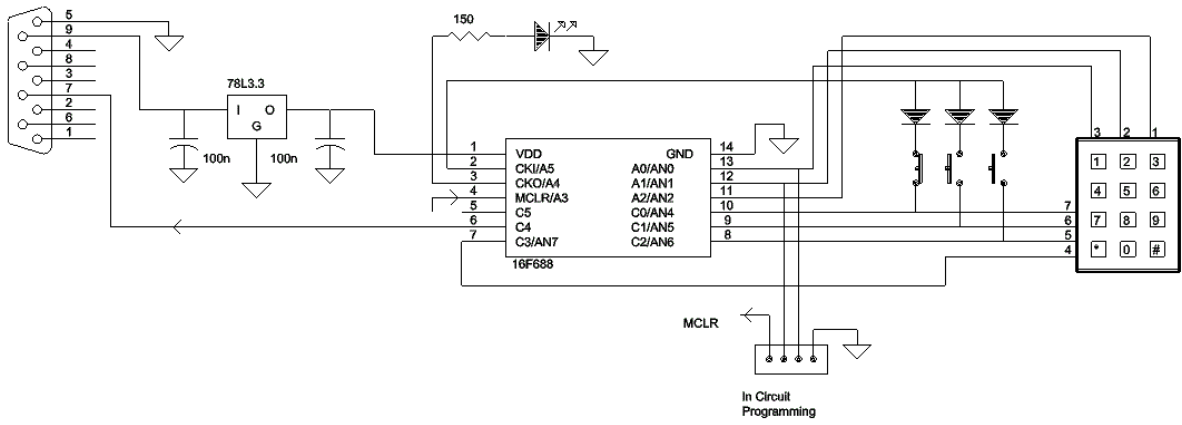 5
9
4
8
3
7
2
6
1
150
78L3.3
I O
G
100n
100n
1 VDD GND 14
2 CKI/A5 A0/AN0 13
3 CKO/A4 A1/AN1 12
4 MCLR/A3 A2/AN2 11
5 C5 C0/AN4 10
6 C4 C1/AN5 9
7 C3/AN7 C2/AN6 8
16F688
3 2 1
1 2 3
4 5 6
7 8 9
* 0 #
7
6
5
4
MCLR
In Circuit
Programming